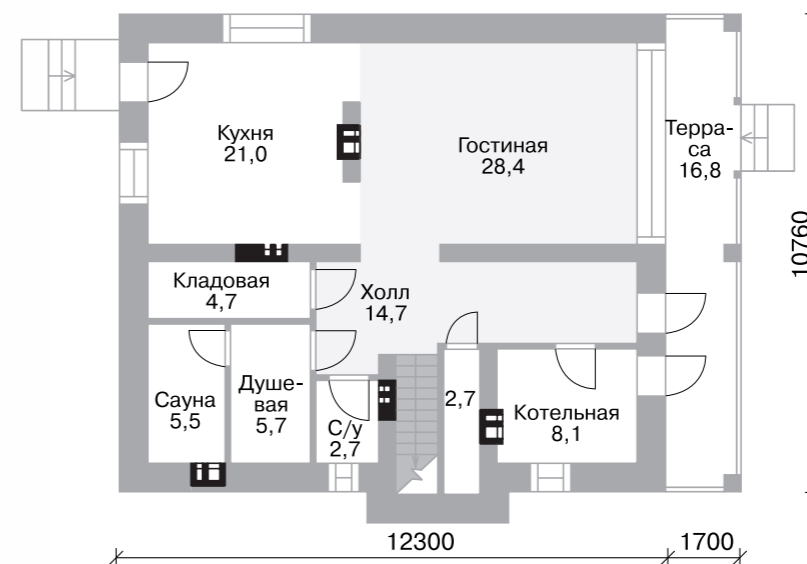 Кухня
21,0
Гостиная
28,4
Терра-
са
16,8
10760
Кладовая
4,7
Холл
14,7
Сауна
5,5
Душе-
вая
5,7
С/у
2,7
2,7
Котельная
8,1
12300
1700